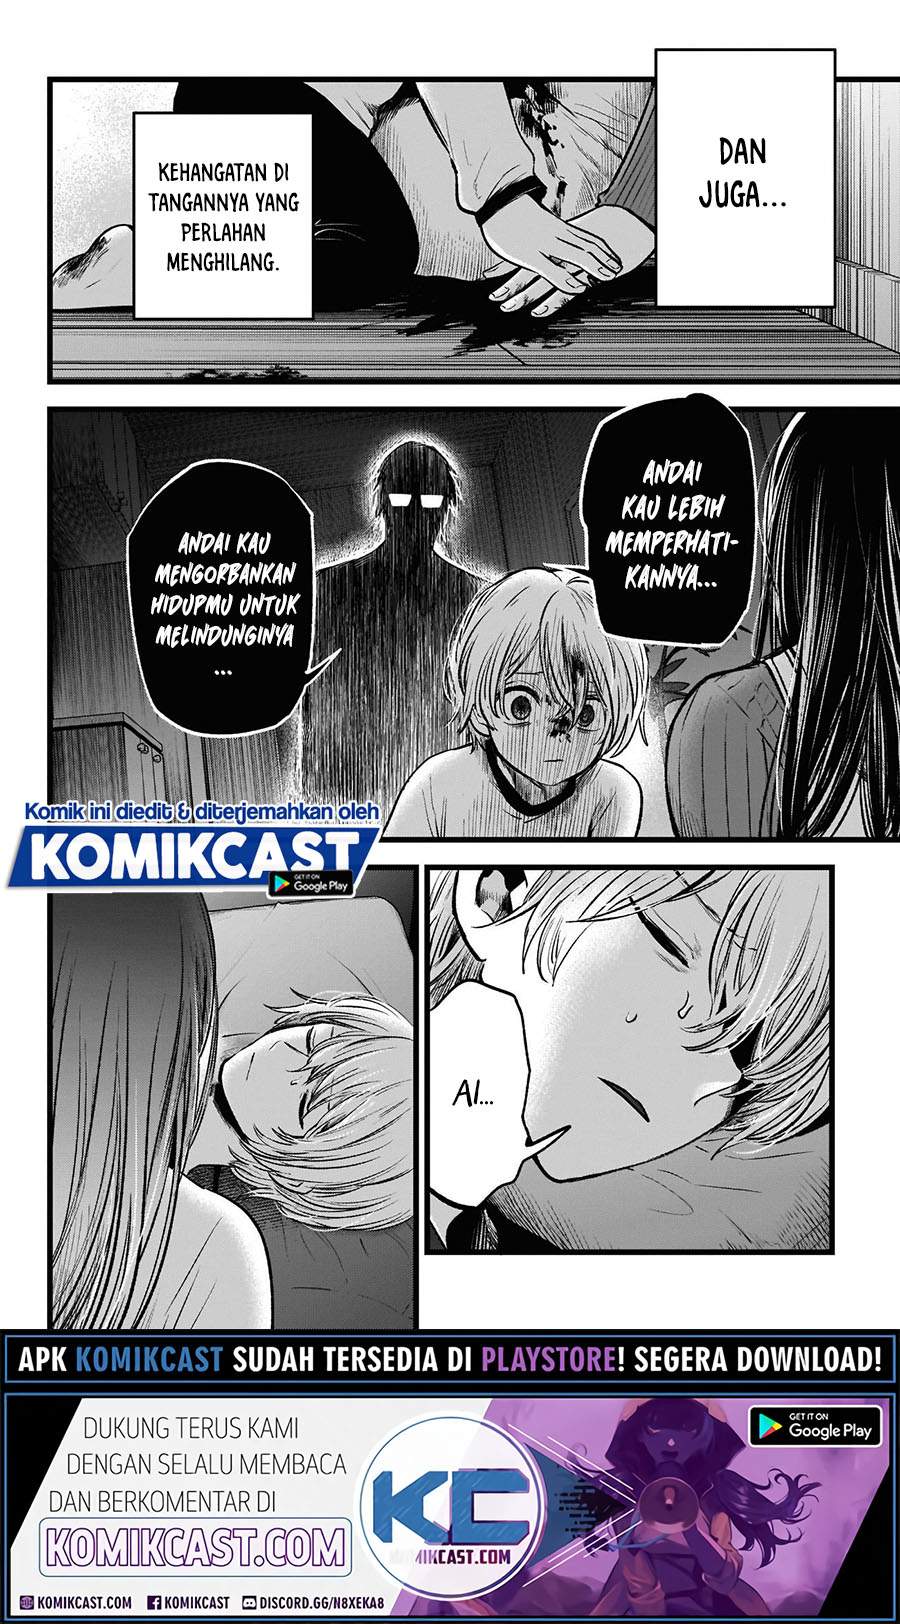 DAN
JUGA...
KEHANGATAN DI
TANGANNYA YANG
PERLAHAN
MENGHILANG.
ANDAI
KAU LEBIH
MEMPERHATI-
KANNYA...
ANDAI KAU
MENGORBANKAN
HIDUPMU UNTUK
MELINDUNGINYA
...
Komik ini diedit & diterjemahkan oleh
KOMIKCAST
GET IT ON
Google Play
AI...
APK KOMIKCAST SUDAH TERSEDIA DI PLAYSTORE! SEGERA DOWNLOAD!
DUKUNG TERUS KAMI
DENGAN SELALU MEMBACA
DAN BERKOMENTAR DI
KOMIKCAST.COM
KOMIKCAST.COM KOMIKCAST DISCORD.GG/N8XEKA8
KC
KOMIKCAST.COM
GET IT ON
Google Play